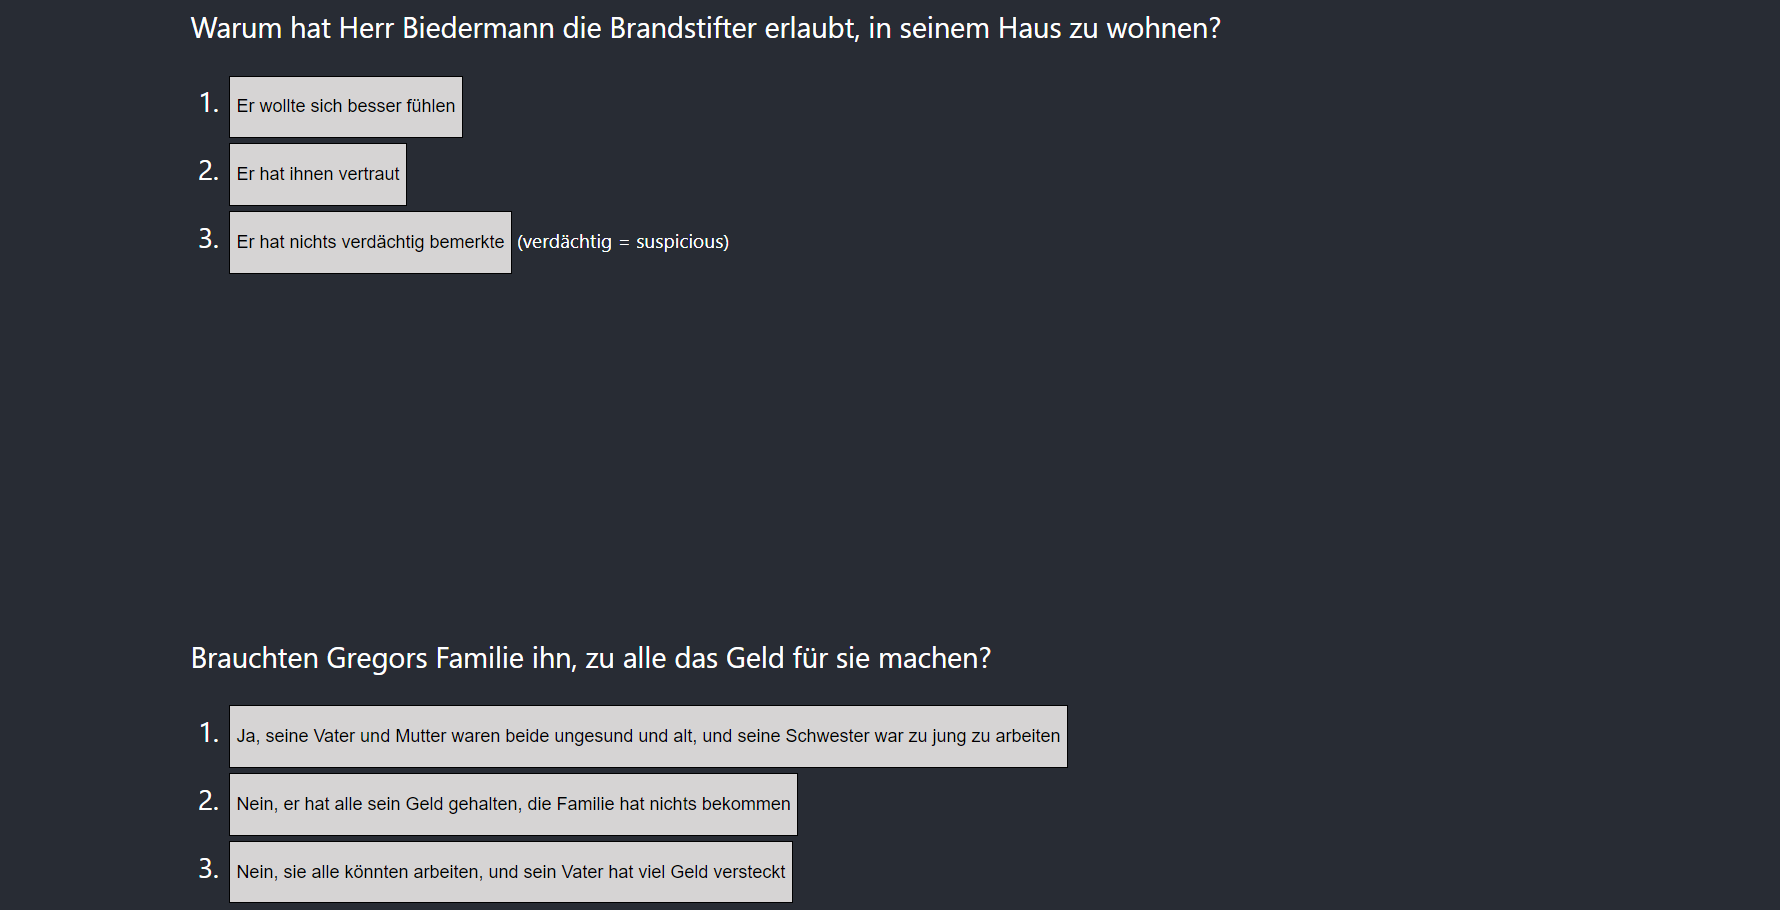 Warum hat Herr Biedermann die Brandstifter erlaubt, in seinem Haus zu wohnen?
1. Er wollte sich besser fühlen
2. Er hat ihnen vertraut
3. Er hat nichts verdächtig bemerkte (verdächtig = suspicious)
Brauchten Gregors Familie ihn, zu alle das Geld für sie machen?
1. Ja, seine Vater und Mutter waren beide ungesund und alt, und seine Schwester war zu jung zu arbeiten
2. Nein, er hat alle sein Geld gehalten, die Familie hat nichts bekommen
3. Nein, sie alle könnten arbeiten, und sein Vater hat viel Geld versteckt